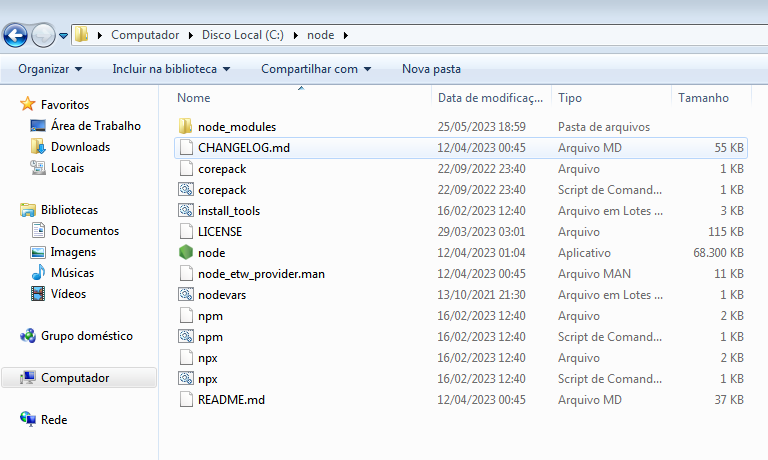 Computador Disco Local (C:) node
Organizar Incluir na biblioteca Compartilhar com Nova pasta
Favoritos
Área de Trabalho
Downloads
Locais
Bibliotecas
Documentos
Imagens
Músicas
Vídeos
Grupo doméstico
Computador
Rede
Nome Data de modificaç... Tipo Tamanho
node_modules 25/05/2023 18:59 Pasta de arquivos
CHANGELOG.md 12/04/2023 00:45 Arquivo MD 55 KB
corepack 22/09/2022 23:40 Arquivo 1 KB
corepack 22/09/2022 23:40 Script de Comand... 1 KB
install_tools 16/02/2023 12:40 Arquivo em Lotes ... 3 KB
LICENSE 29/03/2023 03:01 Arquivo 115 KB
node 12/04/2023 01:04 Aplicativo 68.300 KB
node_etw_provider.man 12/04/2023 00:45 Arquivo MAN 11 KB
nodevars 13/10/2021 21:30 Arquivo em Lotes ... 1 KB
npm 16/02/2023 12:40 Arquivo 2 KB
npm 16/02/2023 12:40 Script de Comand... 1 KB
npx 16/02/2023 12:40 Arquivo 2 KB
npx 16/02/2023 12:40 Script de Comand... 1 KB
README.md 12/04/2023 00:45 Arquivo MD 37 KB